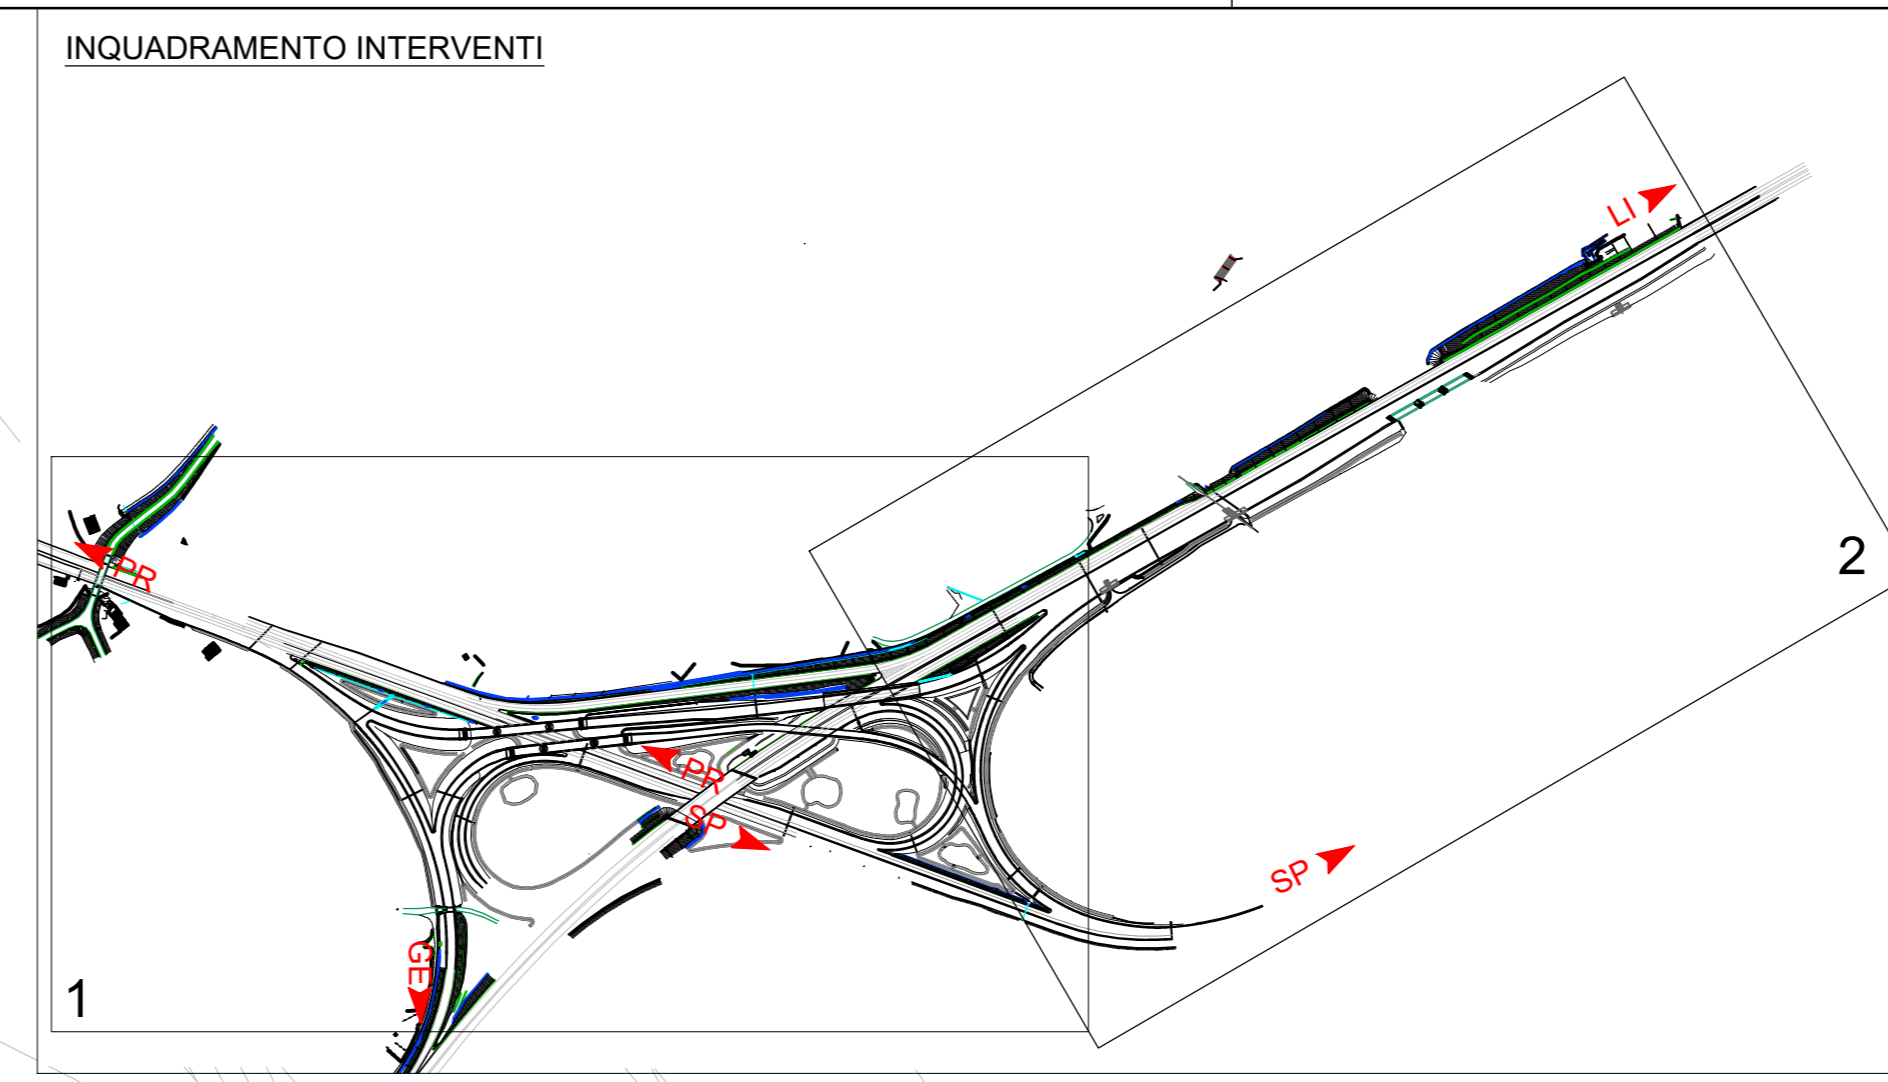 INQUADRAMENTO INTERVENTI
LI
2
PR
PR
SP
SP
GE
1